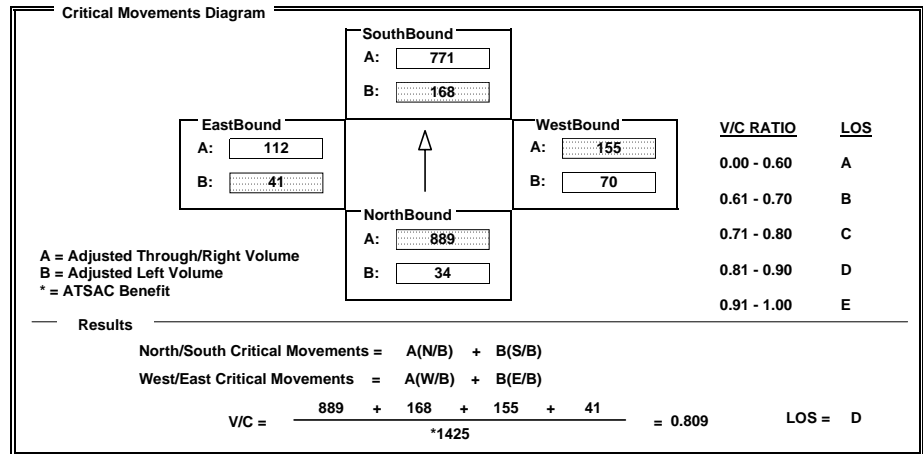 Critical Movements Diagram
SouthBound
A: 771
B: 168
EastBound
A: 112
B: 41
WestBound
A: 155
B: 70
NorthBound
A: 889
B: 34
V/C RATIO LOS
0.00 - 0.60 A
0.61 - 0.70 B
0.71 - 0.80 C
0.81 - 0.90 D
0.91 - 1.00 E
A = Adjusted Through/Right Volume
B = Adjusted Left Volume
* = ATSAC Benefit
Results
North/South Critical Movements = A(N/B) + B(S/B)
West/East Critical Movements = A(W/B) + B(E/B)
V/C = 889 + 168 + 155 + 41 = 0.809 LOS = D
*1425